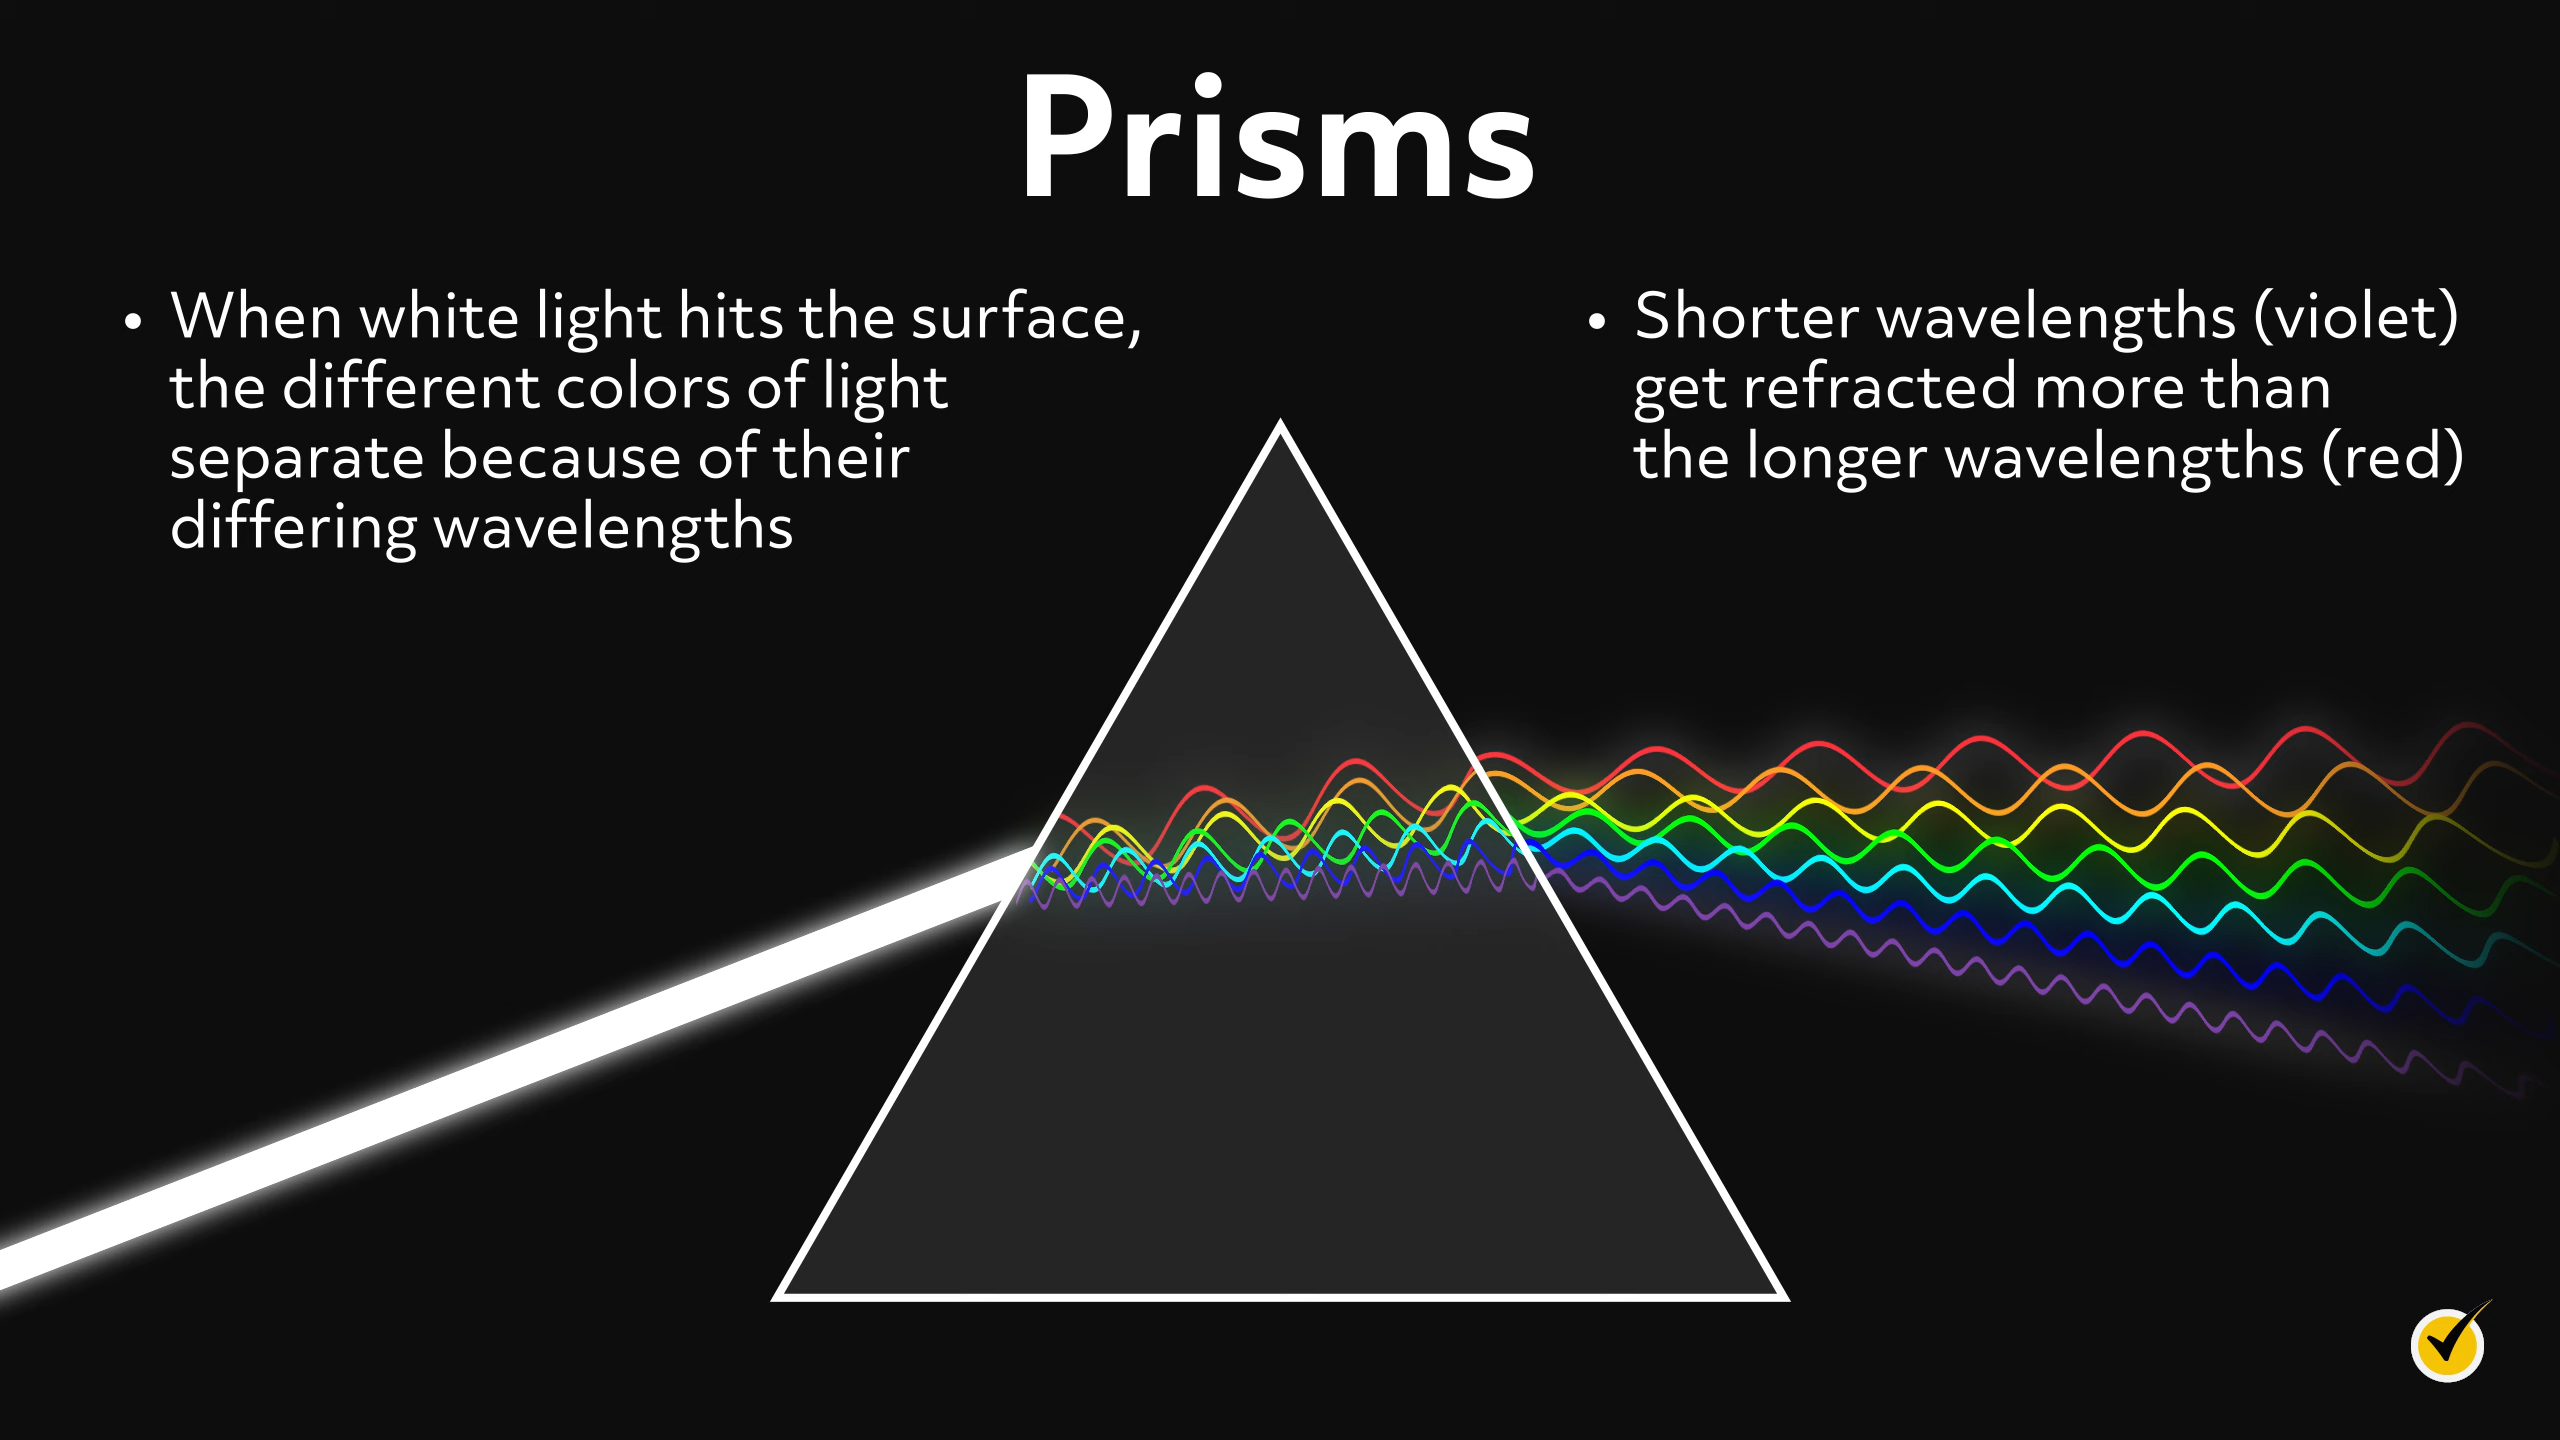 Prisms
• When white light hits the surface,
the different colors of light
separate because of their
differing wavelengths
• Shorter wavelengths (violet)
get refracted more than
the longer wavelengths (red)